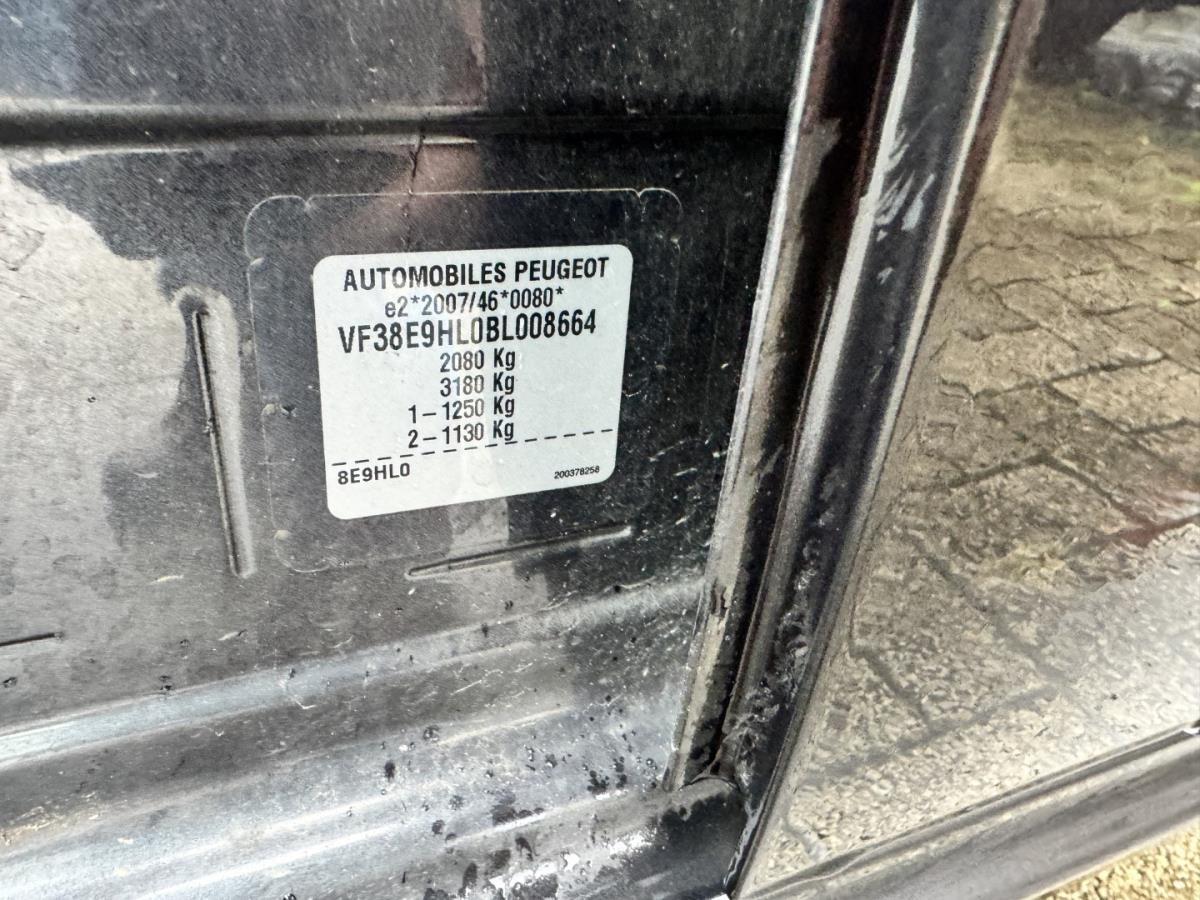 AUTOMOBILES PEUGEOT
e2*2007/46*0080*
VF38E9HL0BL008664
2080 Kg
3180 Kg
1-1250 Kg
2-1130 Kg
8E9HL0 200378258